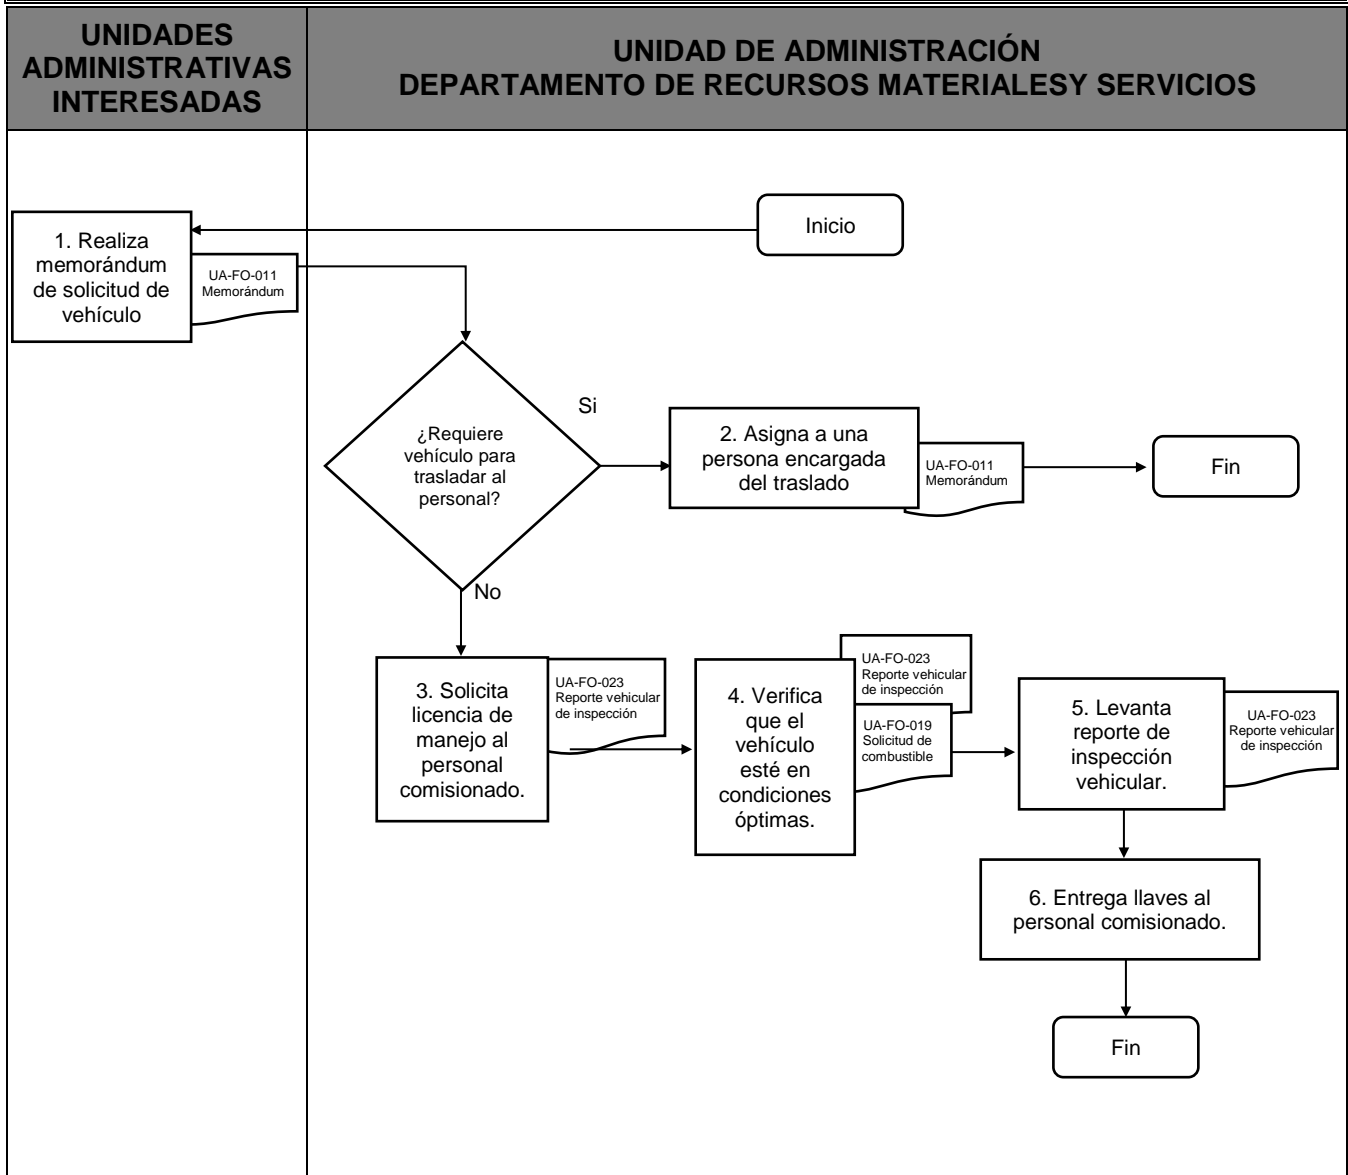 UNIDADES
ADMINISTRATIVAS
INTERESADAS
UNIDAD DE ADMINISTRACIÓN
DEPARTAMENTO DE RECURSOS MATERIALESY SERVICIOS
Inicio
1. Realiza
memorándum
de solicitud de
vehículo
UA-FO-011
Memorándum
¿Requiere
vehículo para
trasladar al
personal?
Si
2. Asigna a una
persona encargada
del traslado
UA-FO-011
Memorándum
Fin
No
3. Solicita
licencia de
manejo al
personal
comisionado.
UA-FO-023
Reporte vehicular
de inspección
4. Verifica
que el
vehículo
esté en
condiciones
óptimas.
UA-FO-023
Reporte vehicular
de inspección
UA-FO-019
Solicitud de
combustible
5. Levanta
reporte de
inspección
vehicular.
UA-FO-023
Reporte vehicular
de inspección
6. Entrega llaves al
personal comisionado.
Fin